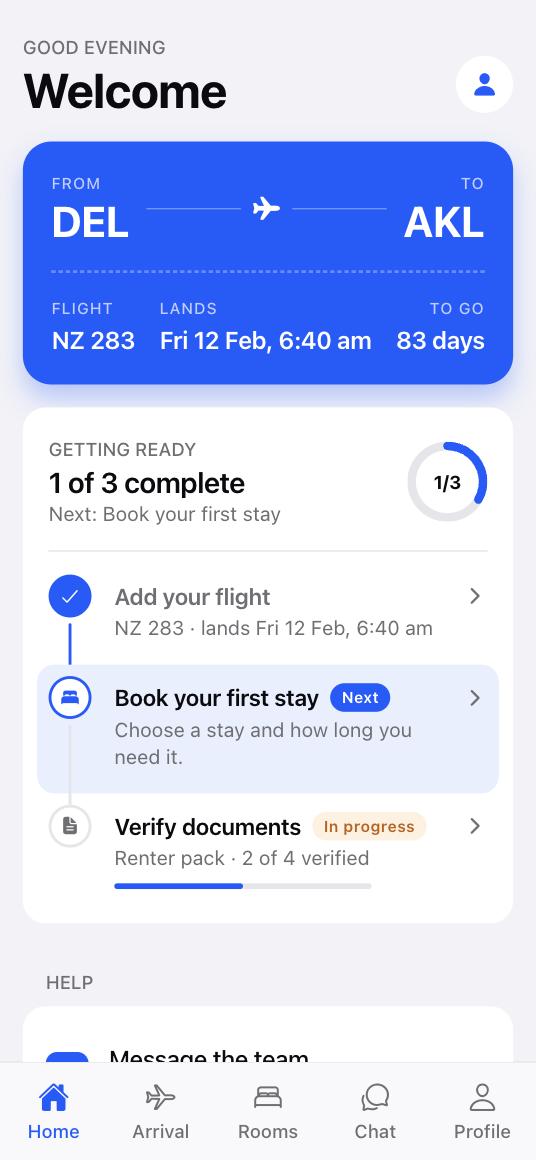 GOOD EVENING
Welcome
FROM
TO
DEL
AKL
FLIGHT
LANDS
TO GO
NZ 283
Fri 12 Feb, 6:40 am
83 days
GETTING READY
1 of 3 complete
Next: Book your first stay
1/3
Add your flight
NZ 283 · lands Fri 12 Feb, 6:40 am
Book your first stay
Next
Choose a stay and how long you
need it.
Verify documents
In progress
Renter pack · 2 of 4 verified
HELP
Message the team
Home
Arrival
Rooms
Chat
Profile